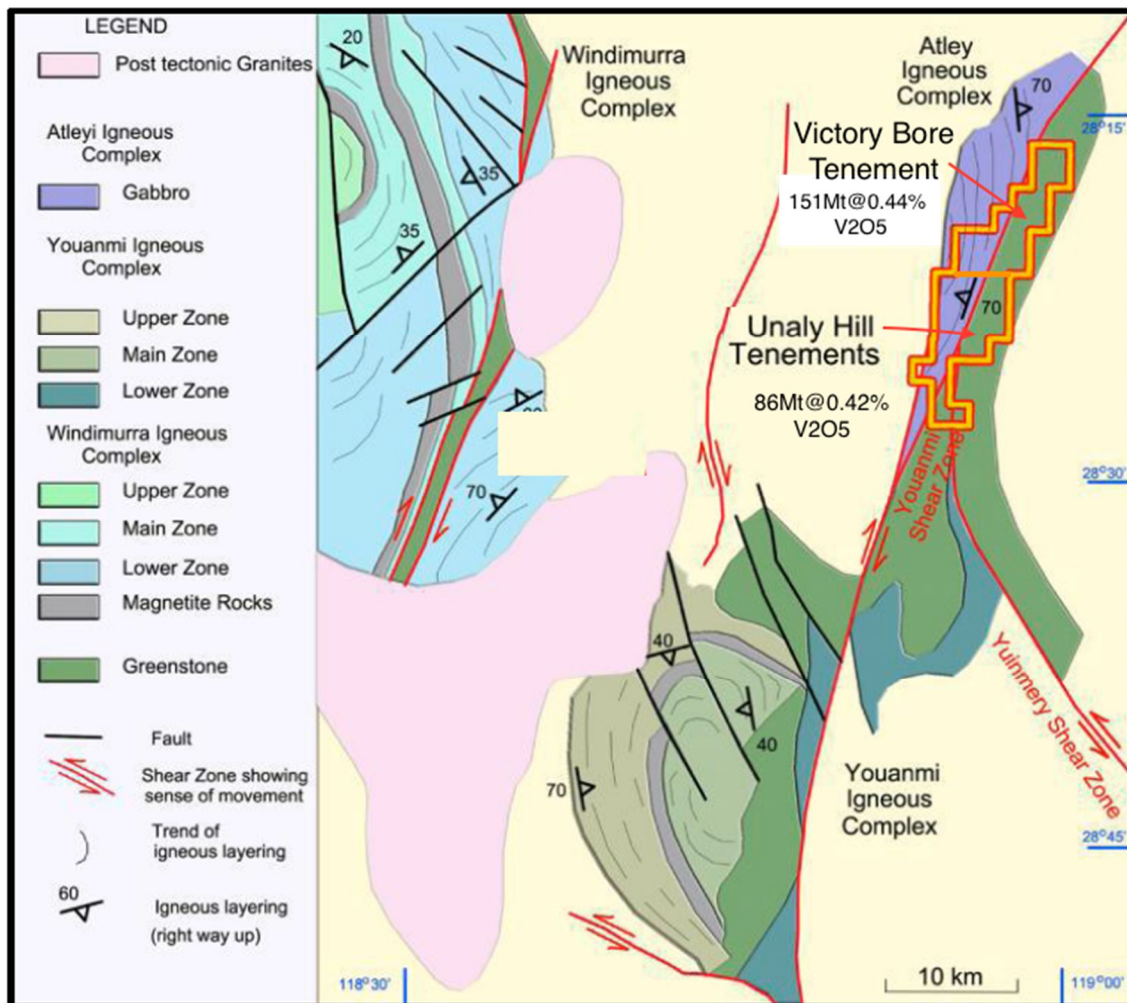 LEGEND
Post tectonic Granites
Atleyi Igneous
Complex
Gabbro
Youanmi Igneous
Complex
Upper Zone
Main Zone
Lower Zone
Windimurra Igneous
Complex
Upper Zone
Main Zone
Lower Zone
Magnetite Rocks
Greenstone
Fault
Shear Zone showing
sense of movement
Trend of
igneous layering
60
Igneous layering
(right way up)
20
35
35
70
Windimurra
Igneous
Complex
Atley
Igneous
Complex
70
28°15'
Victory Bore
Tenement
151Mt@0.44%
V2O5
70
Unaly Hill
Tenements
86Mt@0.42%
V2O5
Youanmi
Shear Zone
28°30'
40
40
70
Yuinmery Shear Zone
Youanmi
Igneous
Complex
28°45'
118°30'
10 km
119°00'